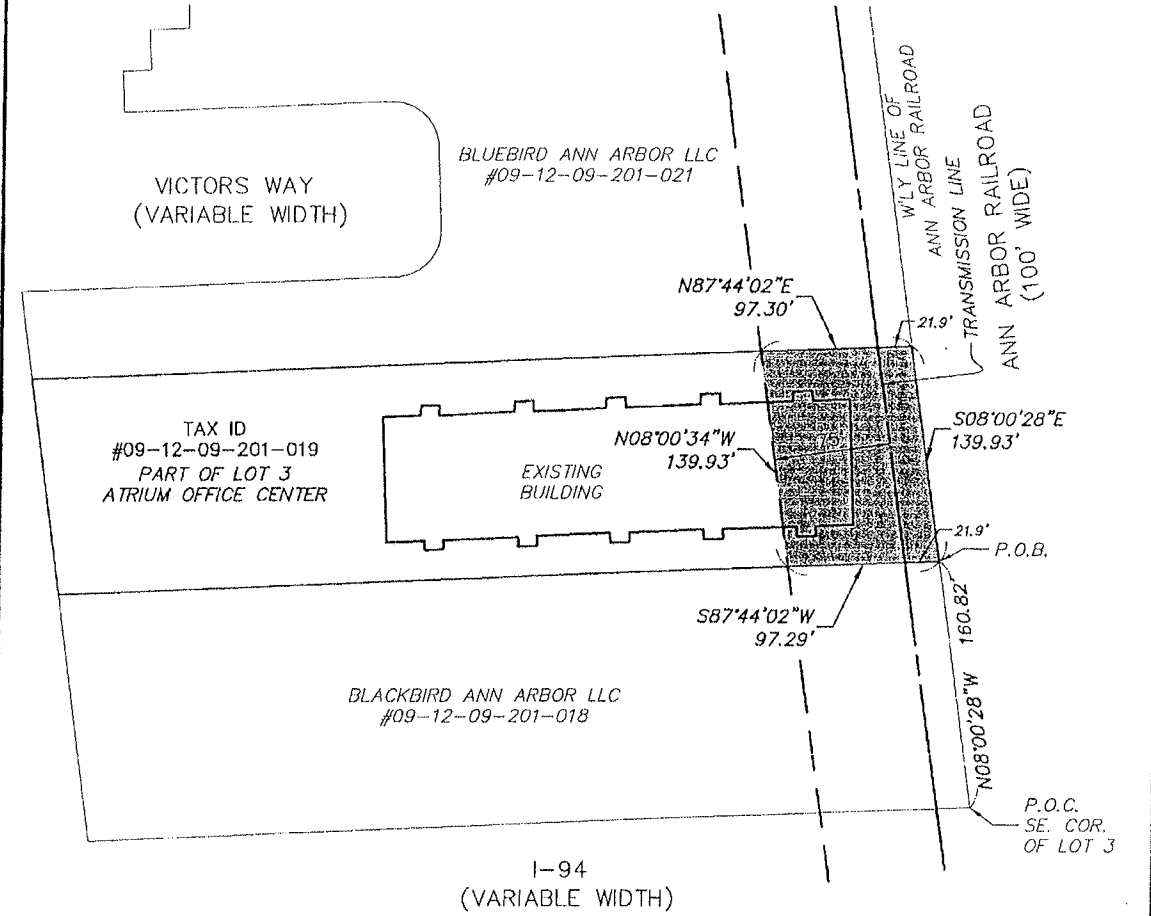 BLUEBIRD ANN ARBOR LLC
#09-12-09-201-021
VICTORS WAY
(VARIABLE WIDTH)
W'LY LINE OF
ANN ARBOR RAILROAD
TRANSMISSION LINE
ANN ARBOR RAILROAD
(100' WIDE)
N87°44'02"E
97.30'
21.9'
TAX ID
#09-12-09-201-019
PART OF LOT 3
ATRIUM OFFICE CENTER
EXISTING
BUILDING
N08°00'34"W
139.93'
75'
S08°00'28"E
139.93'
21.9'
P.O.B.
S87°44'02"W
97.29'
N08°00'28"W 160.82'
BLACKBIRD ANN ARBOR LLC
#09-12-09-201-018
P.O.C.
SE. COR.
OF LOT 3
I-94
(VARIABLE WIDTH)